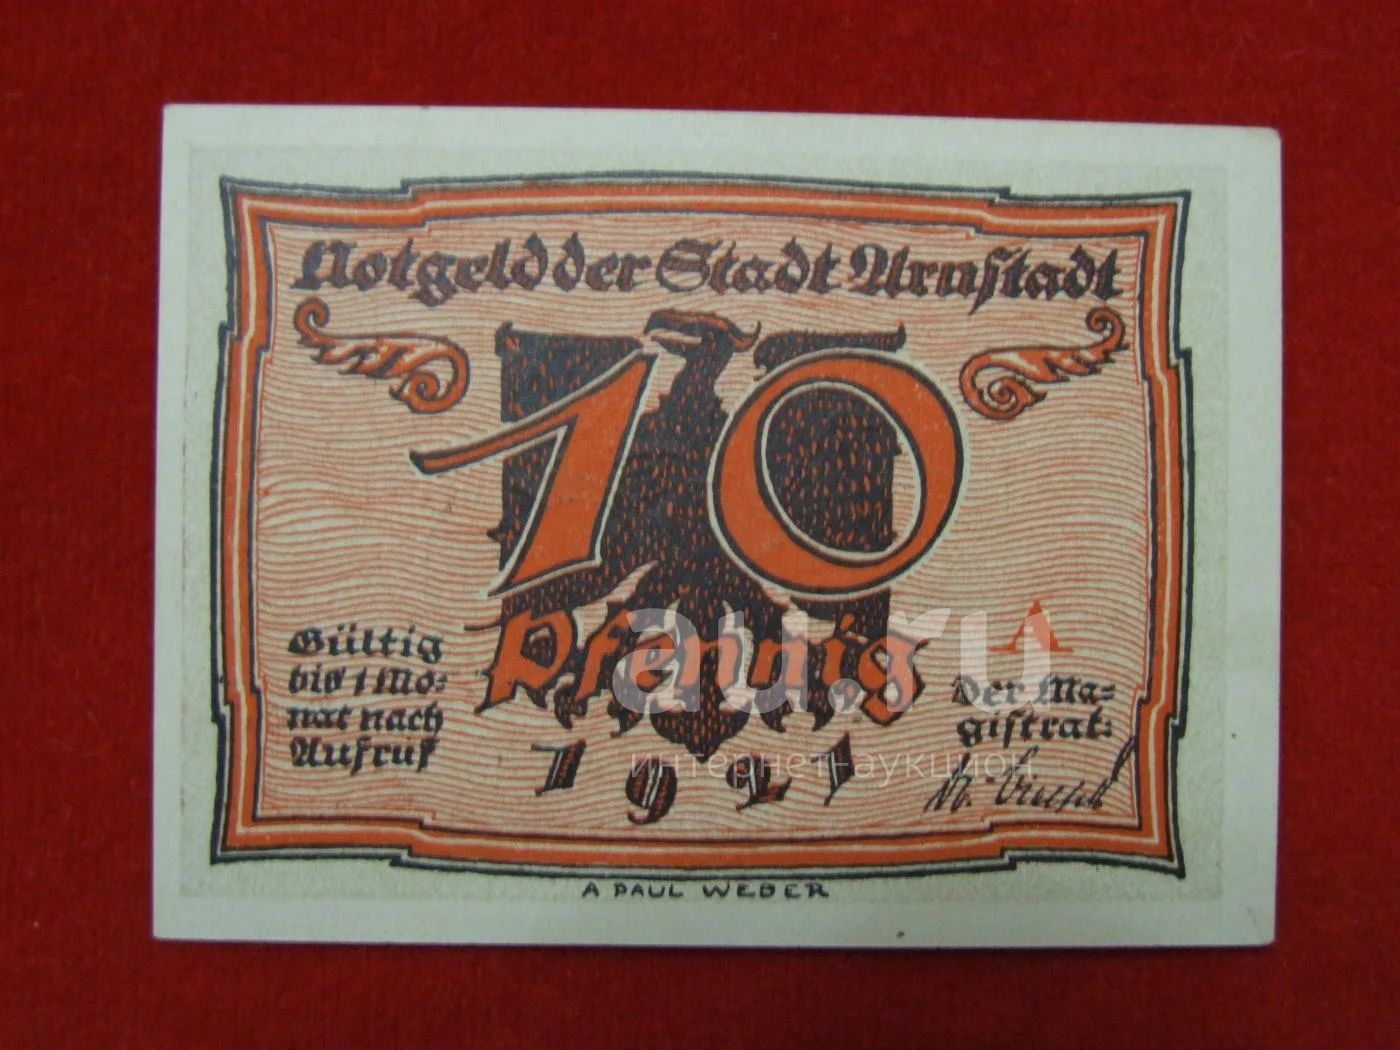 Notgeld der Stadt Arnstadt
10
Pfennig
1921
Gültig
bis 1 Mo-
nat nach
Aufruf
A
Der Ma-
gistrat:
A PAUL WEBER
au.ru
интернет-аукцион